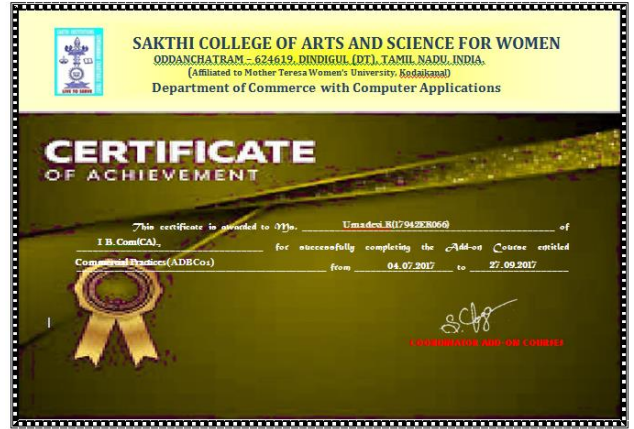 SAKTHI COLLEGE OF ARTS AND SCIENCE FOR WOMEN
ODDANCHATRAM – 624619, DINDIGUL (DT), TAMIL NADU, INDIA.
(Affiliated to Mother Teresa Women's University, Kodaikanal)
Department of Commerce with Computer Applications
CERTIFICATE
OF ACHIEVEMENT
This certificate is awarded to Ms. Umadevi.R(17942ER066) of
I B.Com(CA)., for successfully completing the Add-on Course entitled
Commercial Practices(ADBCo1) from 04.07.2017 to 27.09.2017
COORDINATOR ADD-ON COURSES